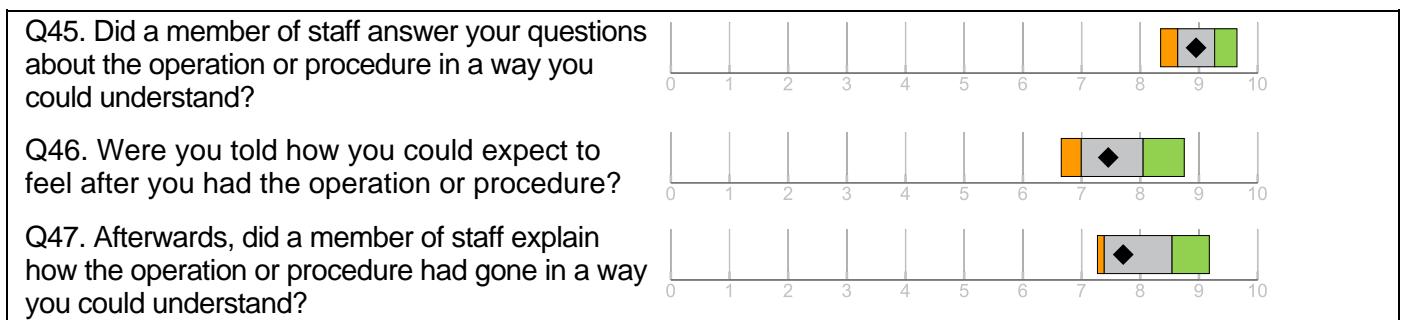 Q45. Did a member of staff answer your questions
about the operation or procedure in a way you
could understand?
0 1 2 3 4 5 6 7 8 9 10
Q46. Were you told how you could expect to
feel after you had the operation or procedure?
0 1 2 3 4 5 6 7 8 9 10
Q47. Afterwards, did a member of staff explain
how the operation or procedure had gone in a way
you could understand?
0 1 2 3 4 5 6 7 8 9 10